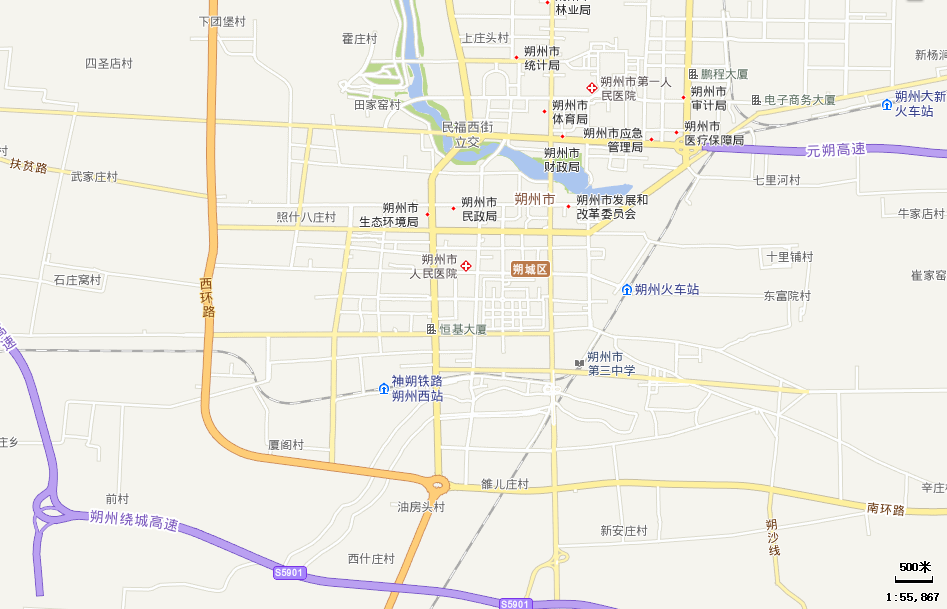 朔州市
林业局
下团堡村
霍庄村
上庄头村
朔州市
统计局
四圣店村
新杨涧
鹏程大厦
朔州市第一人
民医院
朔州市
审计局
电子商务大厦
朔州大新
火车站
田家窑村
朔州市
体育局
民福西街
立交
朔州市应急
管理局
朔州市
医疗保障局
元朔高速
村
扶贫路
武家庄村
朔州市
财政局
七里河村
朔州市
朔州市发展和
改革委员会
朔州市
生态环境局
朔州市
民政局
照什八庄村
牛家店村
朔州市
人民医院
朔城区
十里铺村
崔家窑
石庄窝村
西环路
朔州火车站
东富院村
恒基大厦
朔州市
第三中学
神朔铁路
朔州西站
庄乡
厦阁村
雒儿庄村
辛庄村
前村
油房头村
南环路
朔州绕城高速
新安庄村
朔沙线
西什庄村
S5901
S5901
500米
1:55,867